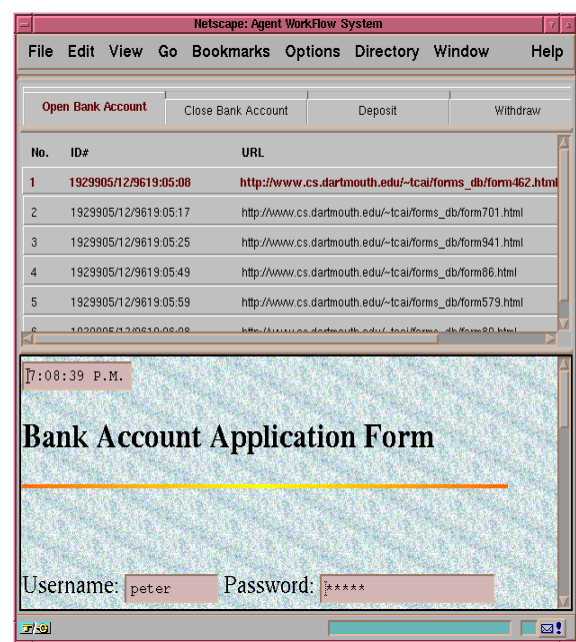 Netscape: Agent WorkFlow System
File Edit View Go Bookmarks Options Directory Window Help
Open Bank Account Close Bank Account Deposit Withdraw
No. ID# URL
1 1929905/12/9619:05:08 http://www.cs.dartmouth.edu/~tcai/forms_db/form462.html
2 1929905/12/9619:05:17 http://www.cs.dartmouth.edu/~tcai/forms_db/form701.html
3 1929905/12/9619:05:25 http://www.cs.dartmouth.edu/~tcai/forms_db/form941.html
4 1929905/12/9619:05:49 http://www.cs.dartmouth.edu/~tcai/forms_db/form86.html
5 1929905/12/9619:05:59 http://www.cs.dartmouth.edu/~tcai/forms_db/form579.html
7:08:39 P.M.
Bank Account Application Form
Username: peter Password: *****